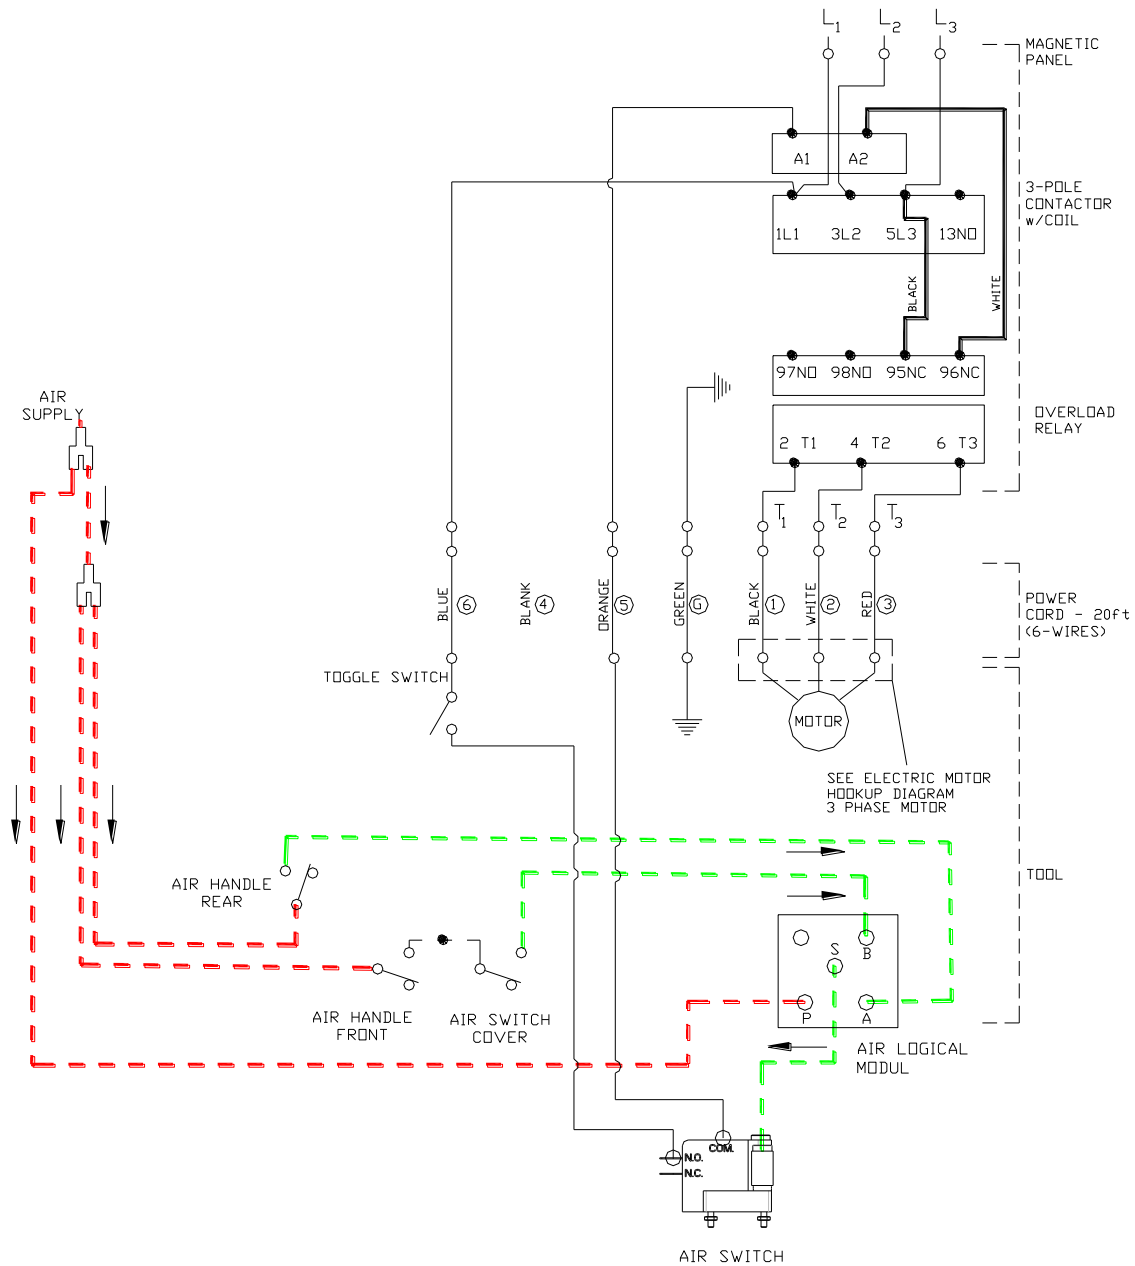 L1 L2 L3
MAGNETIC
PANEL
A1 A2
3-POLE
CONTACTOR
w/COIL
1L1 3L2 5L3 13NO
BLACK
WHITE
97NO 98NO 95NC 96NC
AIR
SUPPLY
OVERLOAD
RELAY
2 T1 4 T2 6 T3
T1 T2 T3
BLUE 6
BLANK 4
ORANGE 5
GREEN G
BLACK 1
WHITE 2
RED 3
POWER
CORD - 20ft
(6-WIRES)
TOGGLE SWITCH
MOTOR
SEE ELECTRIC MOTOR
HOOKUP DIAGRAM
3 PHASE MOTOR
TOOL
AIR HANDLE
REAR
S
B
P A
AIR HANDLE
FRONT
AIR SWITCH
COVER
AIR LOGICAL
MODUL
COM.
N.O.
N.C.
AIR SWITCH